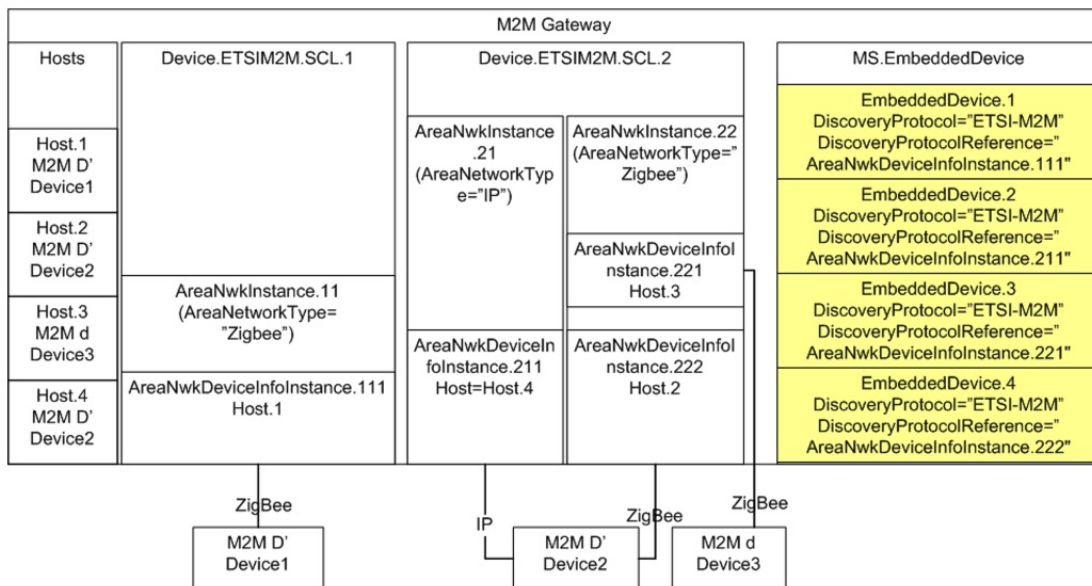 M2M Gateway
Hosts
Host.1
M2M D’
Device1
Host.2
M2M D’
Device2
Host.3
M2M d
Device3
Host.4
M2M D’
Device2
Device.ETSIM2M.SCL.1
AreaNwkInstance.11
(AreaNetworkType=
”Zigbee”)
AreaNwkDeviceInfoInstance.111
Host.1
Device.ETSIM2M.SCL.2
AreaNwkInstance
.21
(AreaNetworkTyp
e=”IP”)
AreaNwkDeviceIn
foInstance.211
Host=Host.4
AreaNwkInstance.22
(AreaNetworkType=”
Zigbee”)
AreaNwkDeviceInfoI
nstance.221
Host.3
AreaNwkDeviceInfoI
nstance.222
Host.2
MS.EmbeddedDevice
EmbeddedDevice.1
DiscoveryProtocol=”ETSI-M2M”
DiscoveryProtocolReference=”
AreaNwkDeviceInfoInstance.111"
EmbeddedDevice.2
DiscoveryProtocol=”ETSI-M2M”
DiscoveryProtocolReference=”
AreaNwkDeviceInfoInstance.211"
EmbeddedDevice.3
DiscoveryProtocol=”ETSI-M2M”
DiscoveryProtocolReference=”
AreaNwkDeviceInfoInstance.221"
EmbeddedDevice.4
DiscoveryProtocol=”ETSI-M2M”
DiscoveryProtocolReference=”
AreaNwkDeviceInfoInstance.222"
ZigBee
IP
ZigBee
ZigBee
M2M D’
Device1
M2M D’
Device2
M2M d
Device3